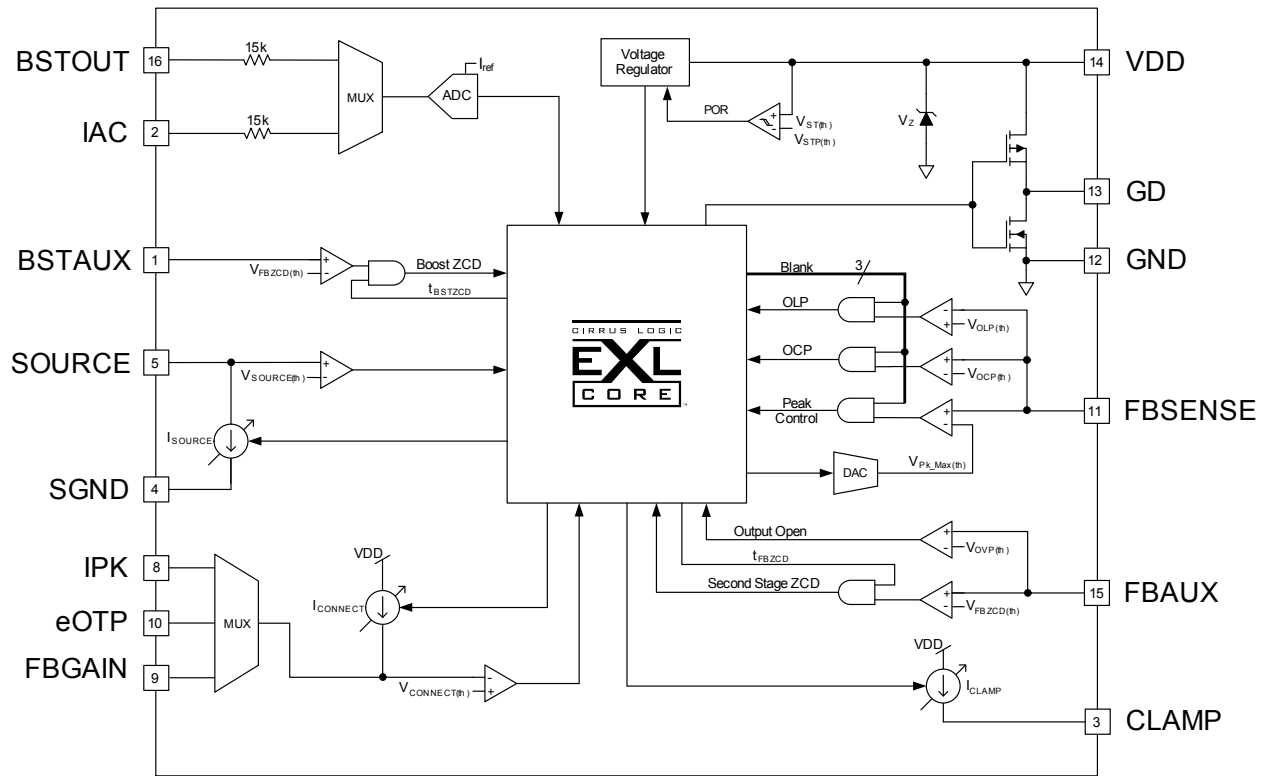 BSTOUT
16
15k
IAC
2
15k
MUX
ADC
Iref
Voltage
Regulator
POR
VST(th)
VSTP(th)
VZ
14
VDD
13
GD
12
GND
BSTAUX
1
VFBZCD(th)
Boost ZCD
tBSTZCD
SOURCE
5
VSOURCE(th)
ISOURCE
SGND
4
CIRRUS LOGIC
EXL
CORE
™
Blank
3
OLP
VOLP(th)
OCP
VOCP(th)
Peak
Control
11
FBSENSE
DAC
VPk_Max(th)
IPK
8
eOTP
10
FBGAIN
9
MUX
VDD
ICONNECT
VCONNECT(th)
Output Open
VOVP(th)
tFBZCD
Second Stage ZCD
VFBZCD(th)
15
FBAUX
VDD
ICLAMP
3
CLAMP